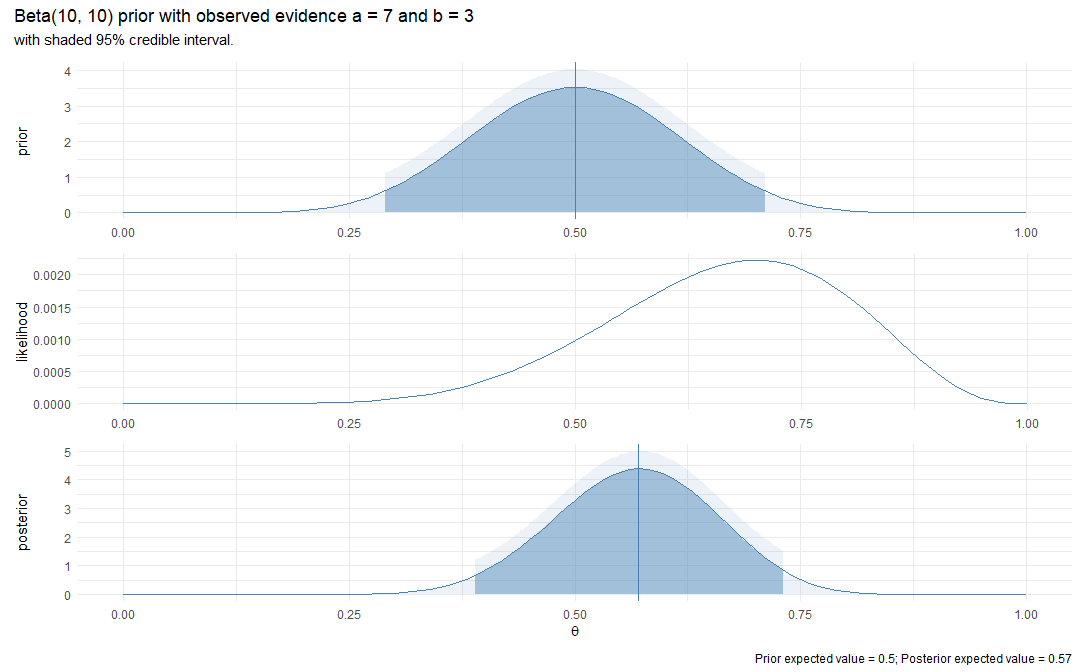 Beta(10, 10) prior with observed evidence a = 7 and b = 3
with shaded 95% credible interval.
prior
4
3
2
1
0
0.00 0.25 0.50 0.75 1.00
likelihood
0.0020
0.0015
0.0010
0.0005
0.0000
0.00 0.25 0.50 0.75 1.00
posterior
5
4
3
2
1
0
0.00 0.25 0.50 0.75 1.00
θ
Prior expected value = 0.5; Posterior expected value = 0.57